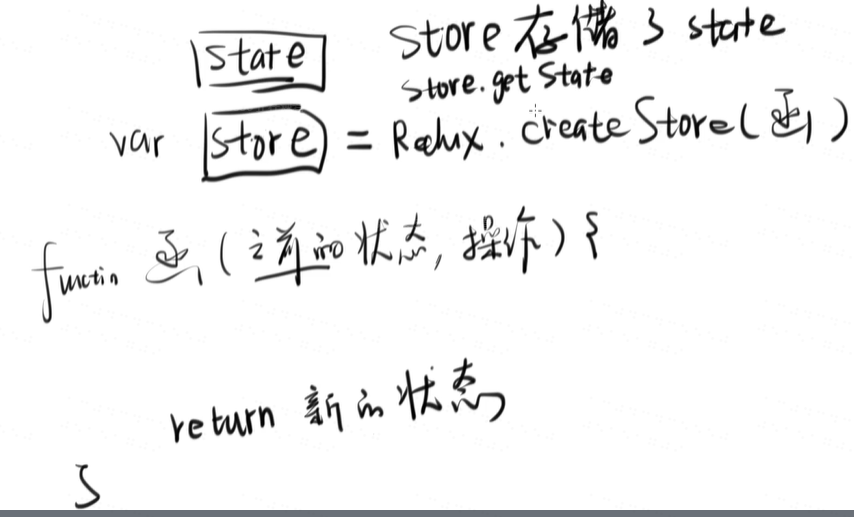 state store 存储了 state
store.getState
var store = Redux.createStore(函1)
functin 函1(之前的状态, 操作){
return 新的状态
}